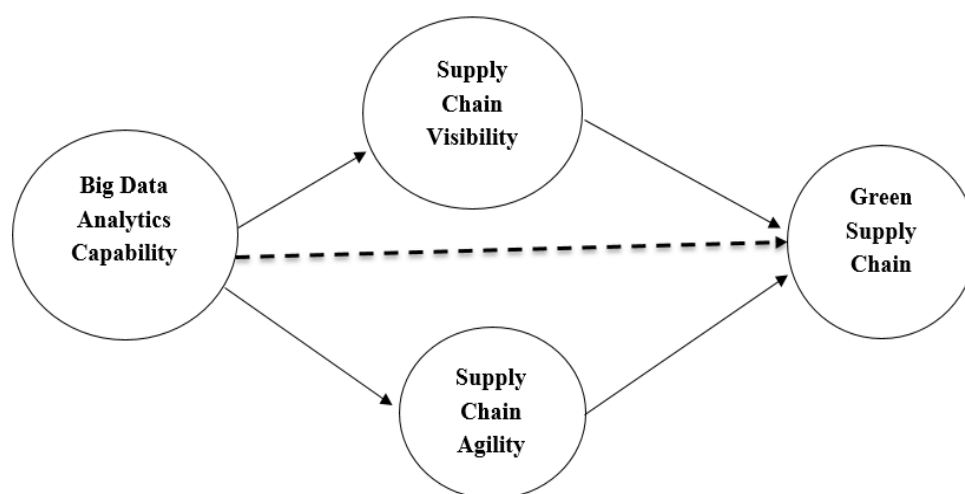 Supply
Chain
Visibility
Big Data
Analytics
Capability
Green
Supply
Chain
Supply
Chain
Agility